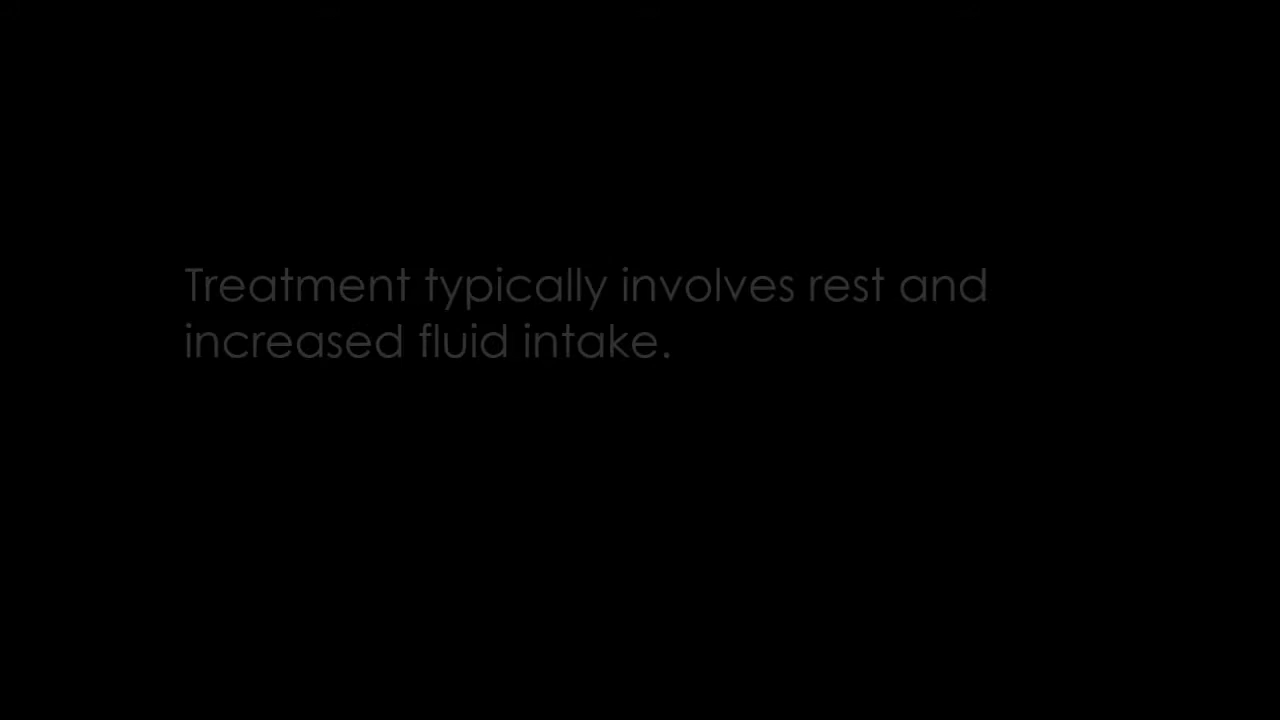 Treatment typically involves rest and
increased fluid intake.